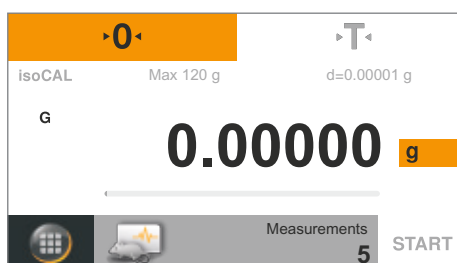 0 T
isoCAL Max 120 g d=0.00001 g
G
0.00000 g
Measurements
5 START